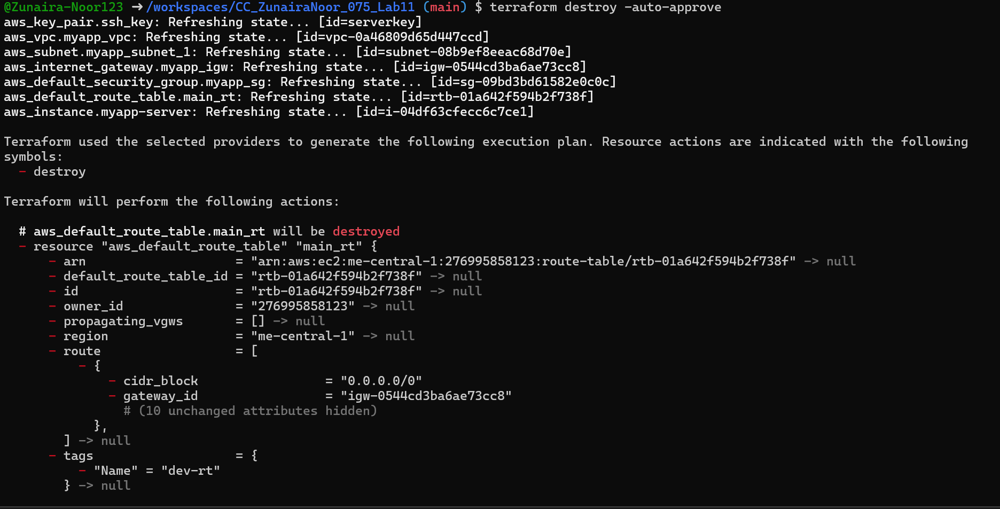 @Zunaira-Noor123 ➜ /workspaces/CC_ZunairaNoor_075_Lab11 (main) $ terraform destroy -auto-approve
aws_key_pair.ssh_key: Refreshing state... [id=serverkey]
aws_vpc.myapp_vpc: Refreshing state... [id=vpc-0a46809d65d447ccd]
aws_subnet.myapp_subnet_1: Refreshing state... [id=subnet-08b9ef8eeac68d70e]
aws_internet_gateway.myapp_igw: Refreshing state... [id=igw-0544cd3ba6ae73cc8]
aws_default_security_group.myapp_sg: Refreshing state... [id=sg-09bd3bd61582e0c0c]
aws_default_route_table.main_rt: Refreshing state... [id=rtb-01a642f594b2f738f]
aws_instance.myapp-server: Refreshing state... [id=i-04df63cfecc6c7ce1]

Terraform used the selected providers to generate the following execution plan. Resource actions are indicated with the following
symbols:
  - destroy

Terraform will perform the following actions:

  # aws_default_route_table.main_rt will be destroyed
  - resource "aws_default_route_table" "main_rt" {
      - arn                    = "arn:aws:ec2:me-central-1:276995858123:route-table/rtb-01a642f594b2f738f" -> null
      - default_route_table_id = "rtb-01a642f594b2f738f" -> null
      - id                     = "rtb-01a642f594b2f738f" -> null
      - owner_id               = "276995858123" -> null
      - propagating_vgws       = [] -> null
      - region                 = "me-central-1" -> null
      - route                  = [
          - {
              - cidr_block                 = "0.0.0.0/0"
              - gateway_id                 = "igw-0544cd3ba6ae73cc8"
                # (10 unchanged attributes hidden)
            },
        ] -> null
      - tags                   = {
          - "Name" = "dev-rt"
        } -> null